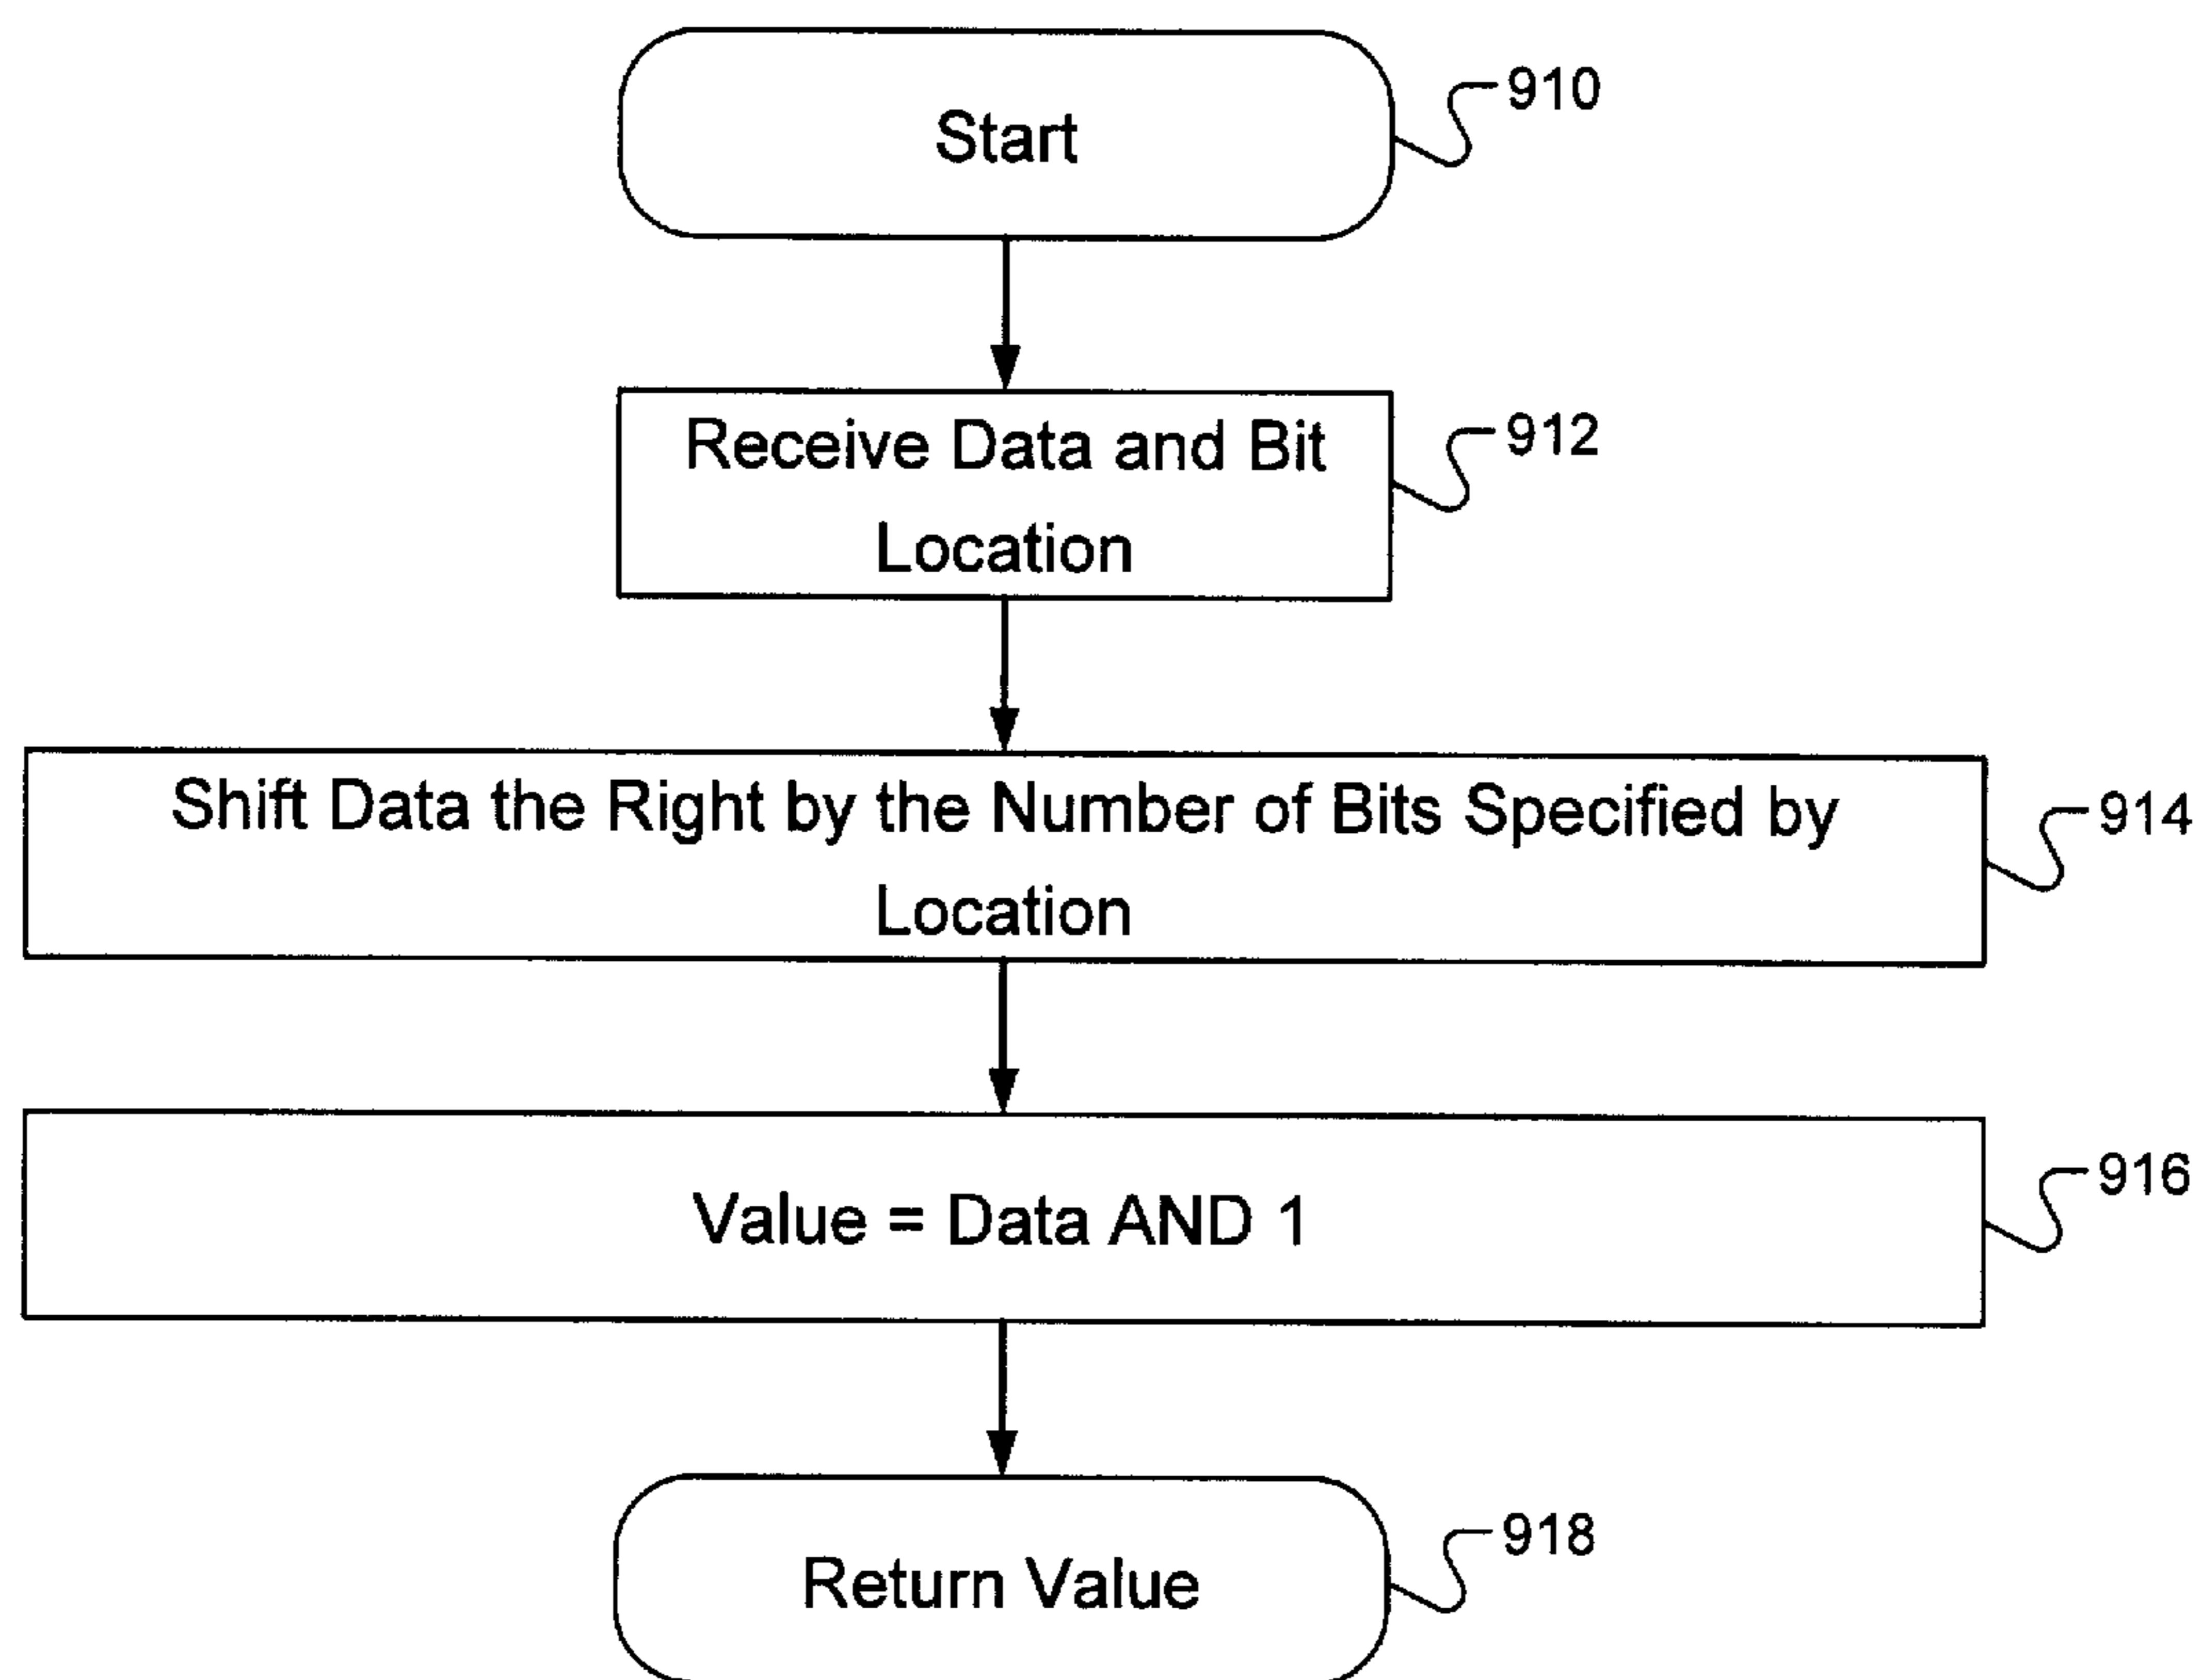 Start
910
Receive Data and Bit
Location
912
Shift Data the Right by the Number of Bits Specified by
Location
914
Value = Data AND 1
916
Return Value
918